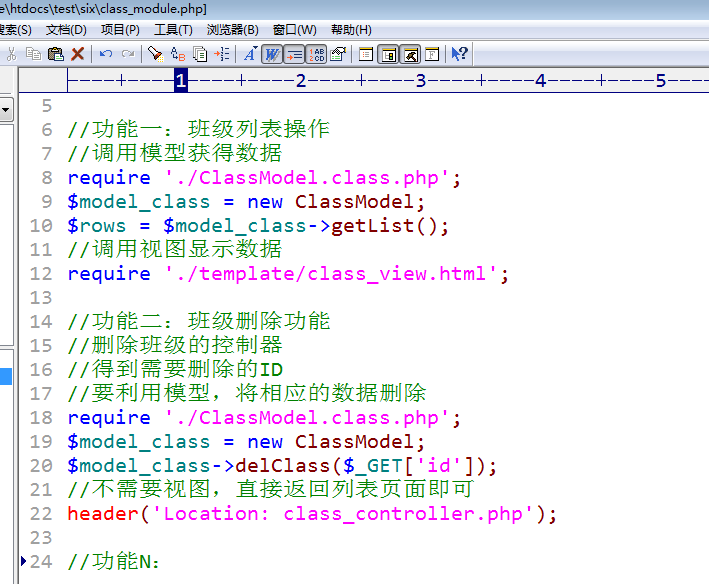 e\htdocs\test\six\class_module.php]
搜索(S) 文档(D) 项目(P) 工具(T) 浏览器(B) 窗口(W) 帮助(H)
1 2 3 4 5
5
6 //功能一：班级列表操作
7 //调用模型获得数据
8 require './ClassModel.class.php';
9 $model_class = new ClassModel;
10 $rows = $model_class->getList();
11 //调用视图显示数据
12 require './template/class_view.html';
13
14 //功能二：班级删除功能
15 //删除班级的控制器
16 //得到需要删除的ID
17 //要利用模型，将相应的数据删除
18 require './ClassModel.class.php';
19 $model_class = new ClassModel;
20 $model_class->delClass($_GET['id']);
21 //不需要视图，直接返回列表页面即可
22 header('Location: class_controller.php');
23
24 //功能N：